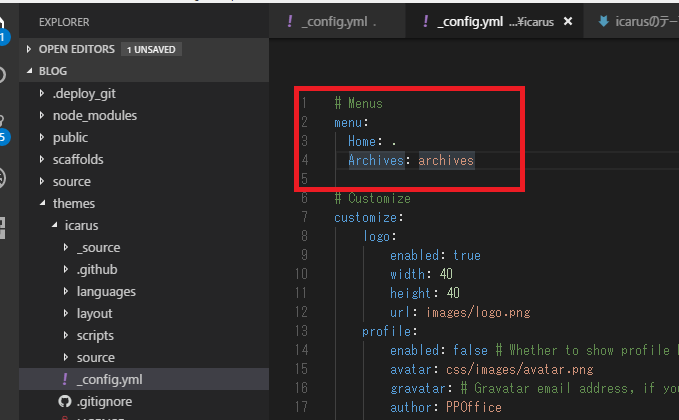 EXPLORER
OPEN EDITORS 1 UNSAVED
BLOG
.deploy_git
node_modules
public
scaffolds
source
themes
icarus
_source
.github
languages
layout
scripts
source
_config.yml
.gitignore
! _config.yml .
! _config.yml ...¥icarus ×
icarusのテー
1 # Menus
2 menu:
3 Home: .
4 Archives: archives
5
6 # Customize
7 customize:
8 logo:
9 enabled: true
10 width: 40
11 height: 40
12 url: images/logo.png
13 profile:
14 enabled: false # Whether to show profile
15 avatar: css/images/avatar.png
16 gravatar: # Gravatar email address, if you
17 author: PPOffice